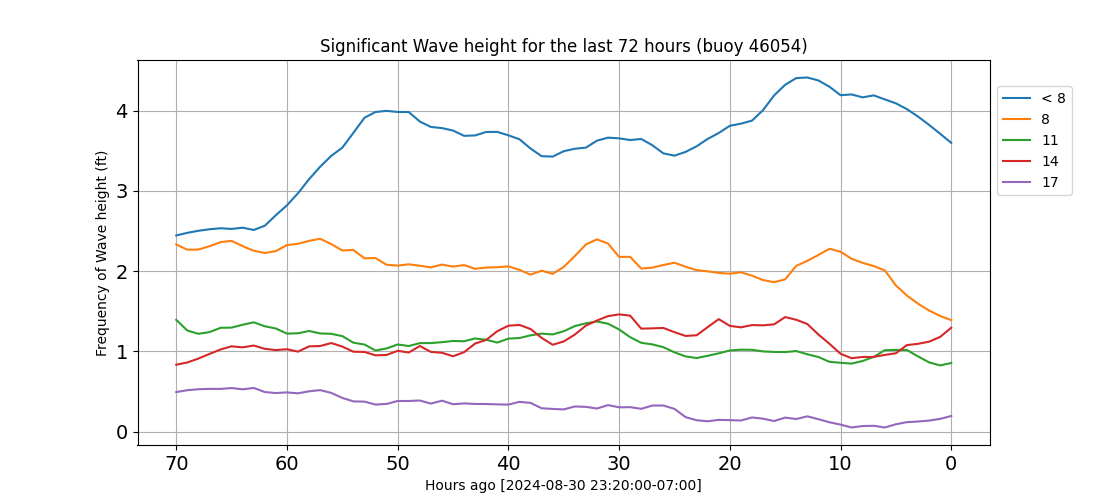 Significant Wave height for the last 72 hours (buoy 46054)
Frequency of Wave height (ft)
4
3
2
1
0
70 60 50 40 30 20 10 0
Hours ago [2024-08-30 23:20:00-07:00]
< 8
8
11
14
17